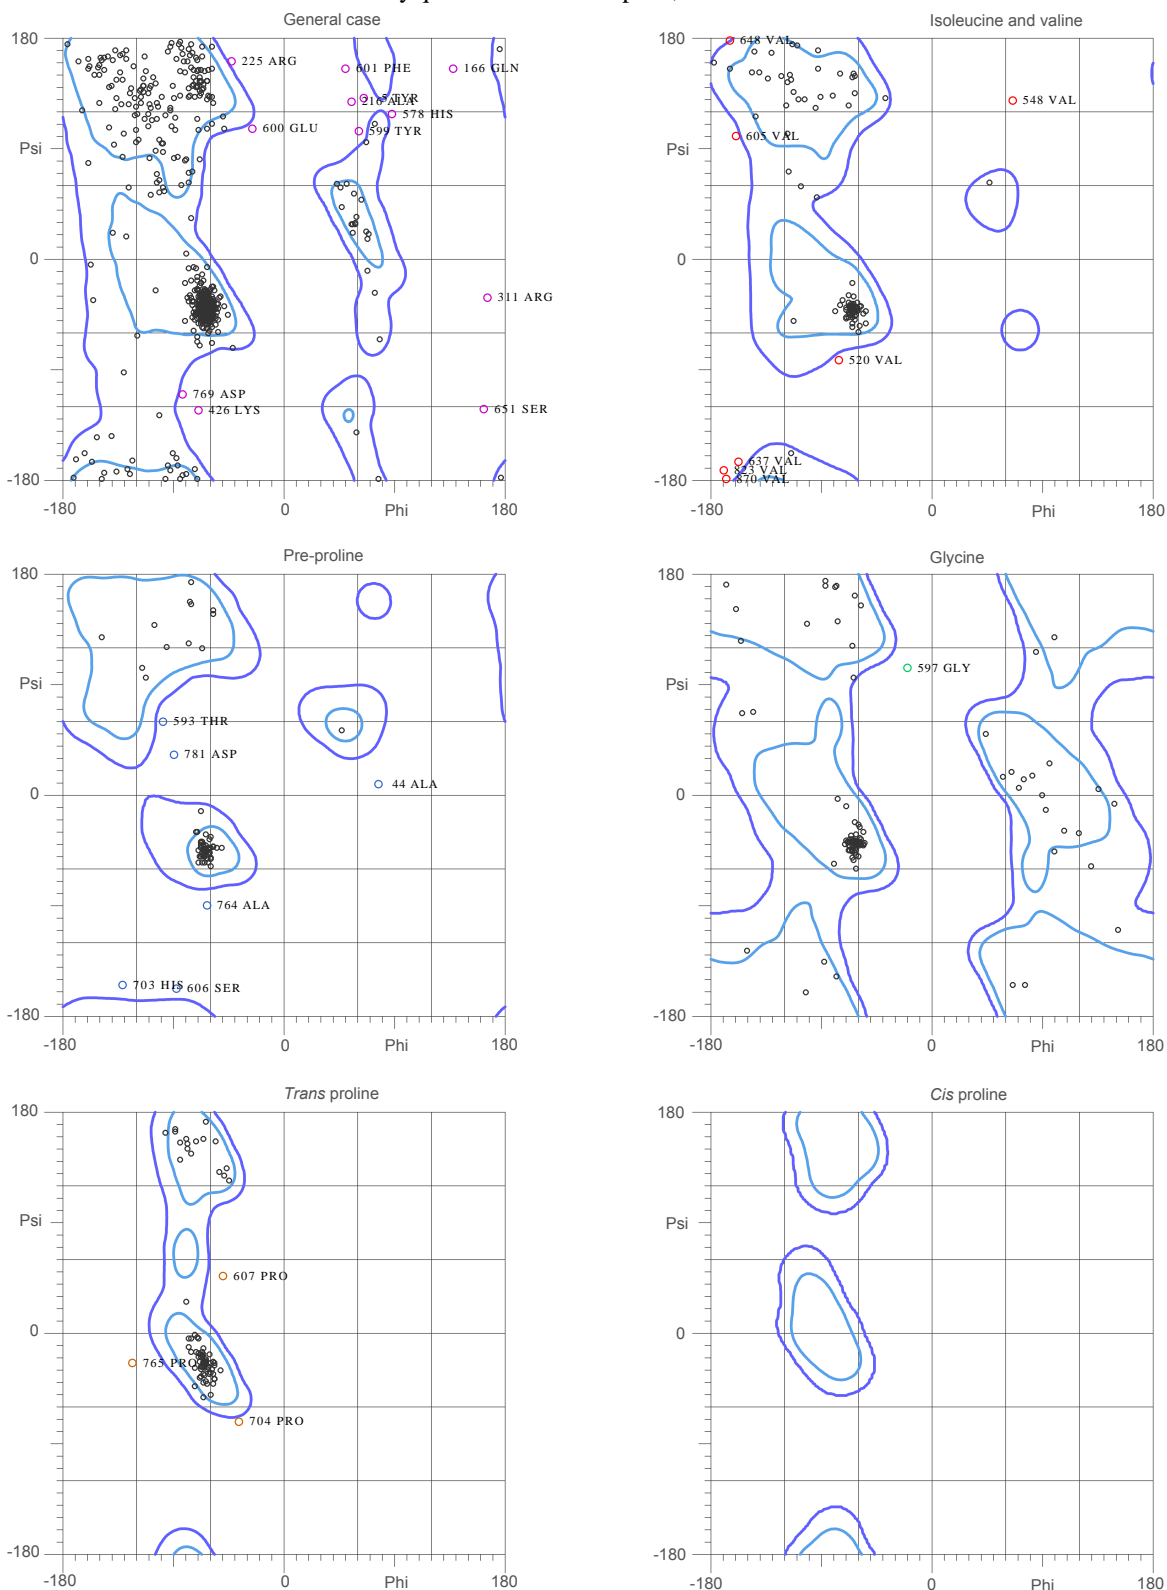 General case
180
Psi
0
-180
-180
0
Phi
180
225 ARG
601 PHE
166 GLN
216 ALA
578 HIS
600 GLU
599 TYR
311 ARG
769 ASP
426 LYS
651 SER
Isoleucine and valine
180
Psi
0
-180
-180
0
Phi
180
648 VAL
548 VAL
605 VAL
520 VAL
637 VAL
823 VAL
870 VAL
Pre-proline
180
Psi
0
-180
-180
0
Phi
180
593 THR
781 ASP
44 ALA
764 ALA
703 HIS
606 SER
Glycine
180
Psi
0
-180
-180
0
Phi
180
597 GLY
Trans proline
180
Psi
0
-180
-180
0
Phi
180
607 PRO
765 PRO
704 PRO
Cis proline
180
Psi
0
-180
-180
0
Phi
180